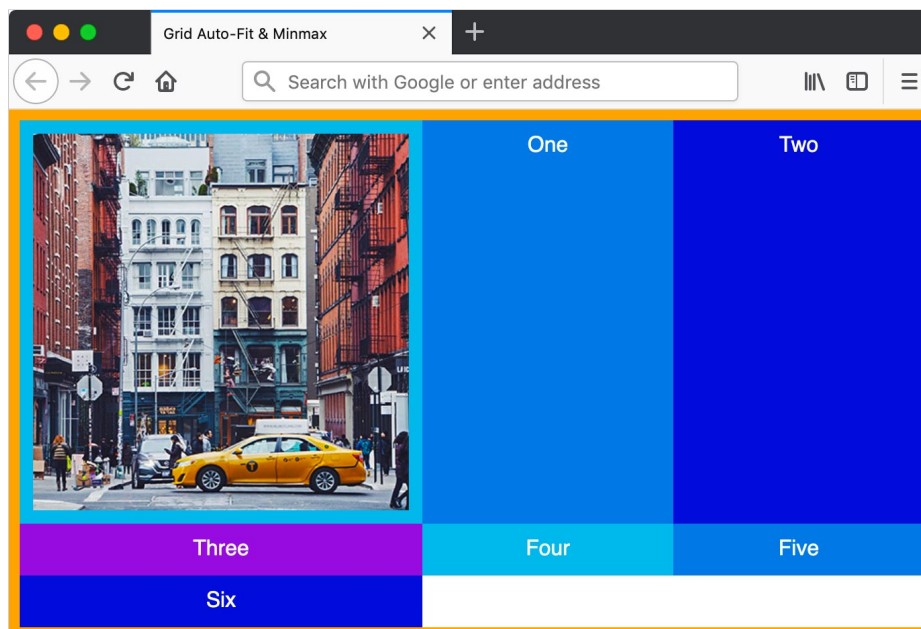 Grid Auto-Fit & Minmax
Search with Google or enter address
One
Two
Three
Four
Five
Six